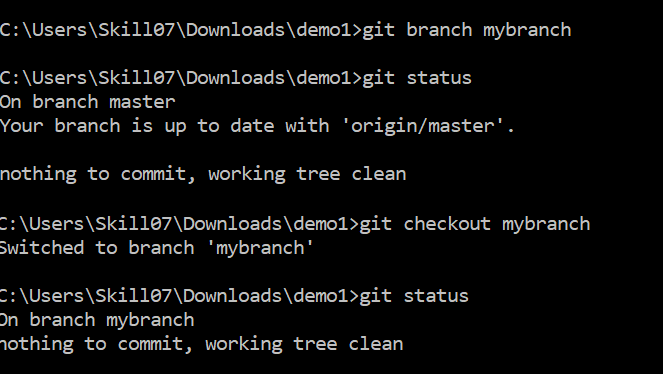 C:\Users\Skill07\Downloads\demo1>git branch mybranch
C:\Users\Skill07\Downloads\demo1>git status
On branch master
Your branch is up to date with 'origin/master'.
nothing to commit, working tree clean
C:\Users\Skill07\Downloads\demo1>git checkout mybranch
Switched to branch 'mybranch'
C:\Users\Skill07\Downloads\demo1>git status
On branch mybranch
nothing to commit, working tree clean